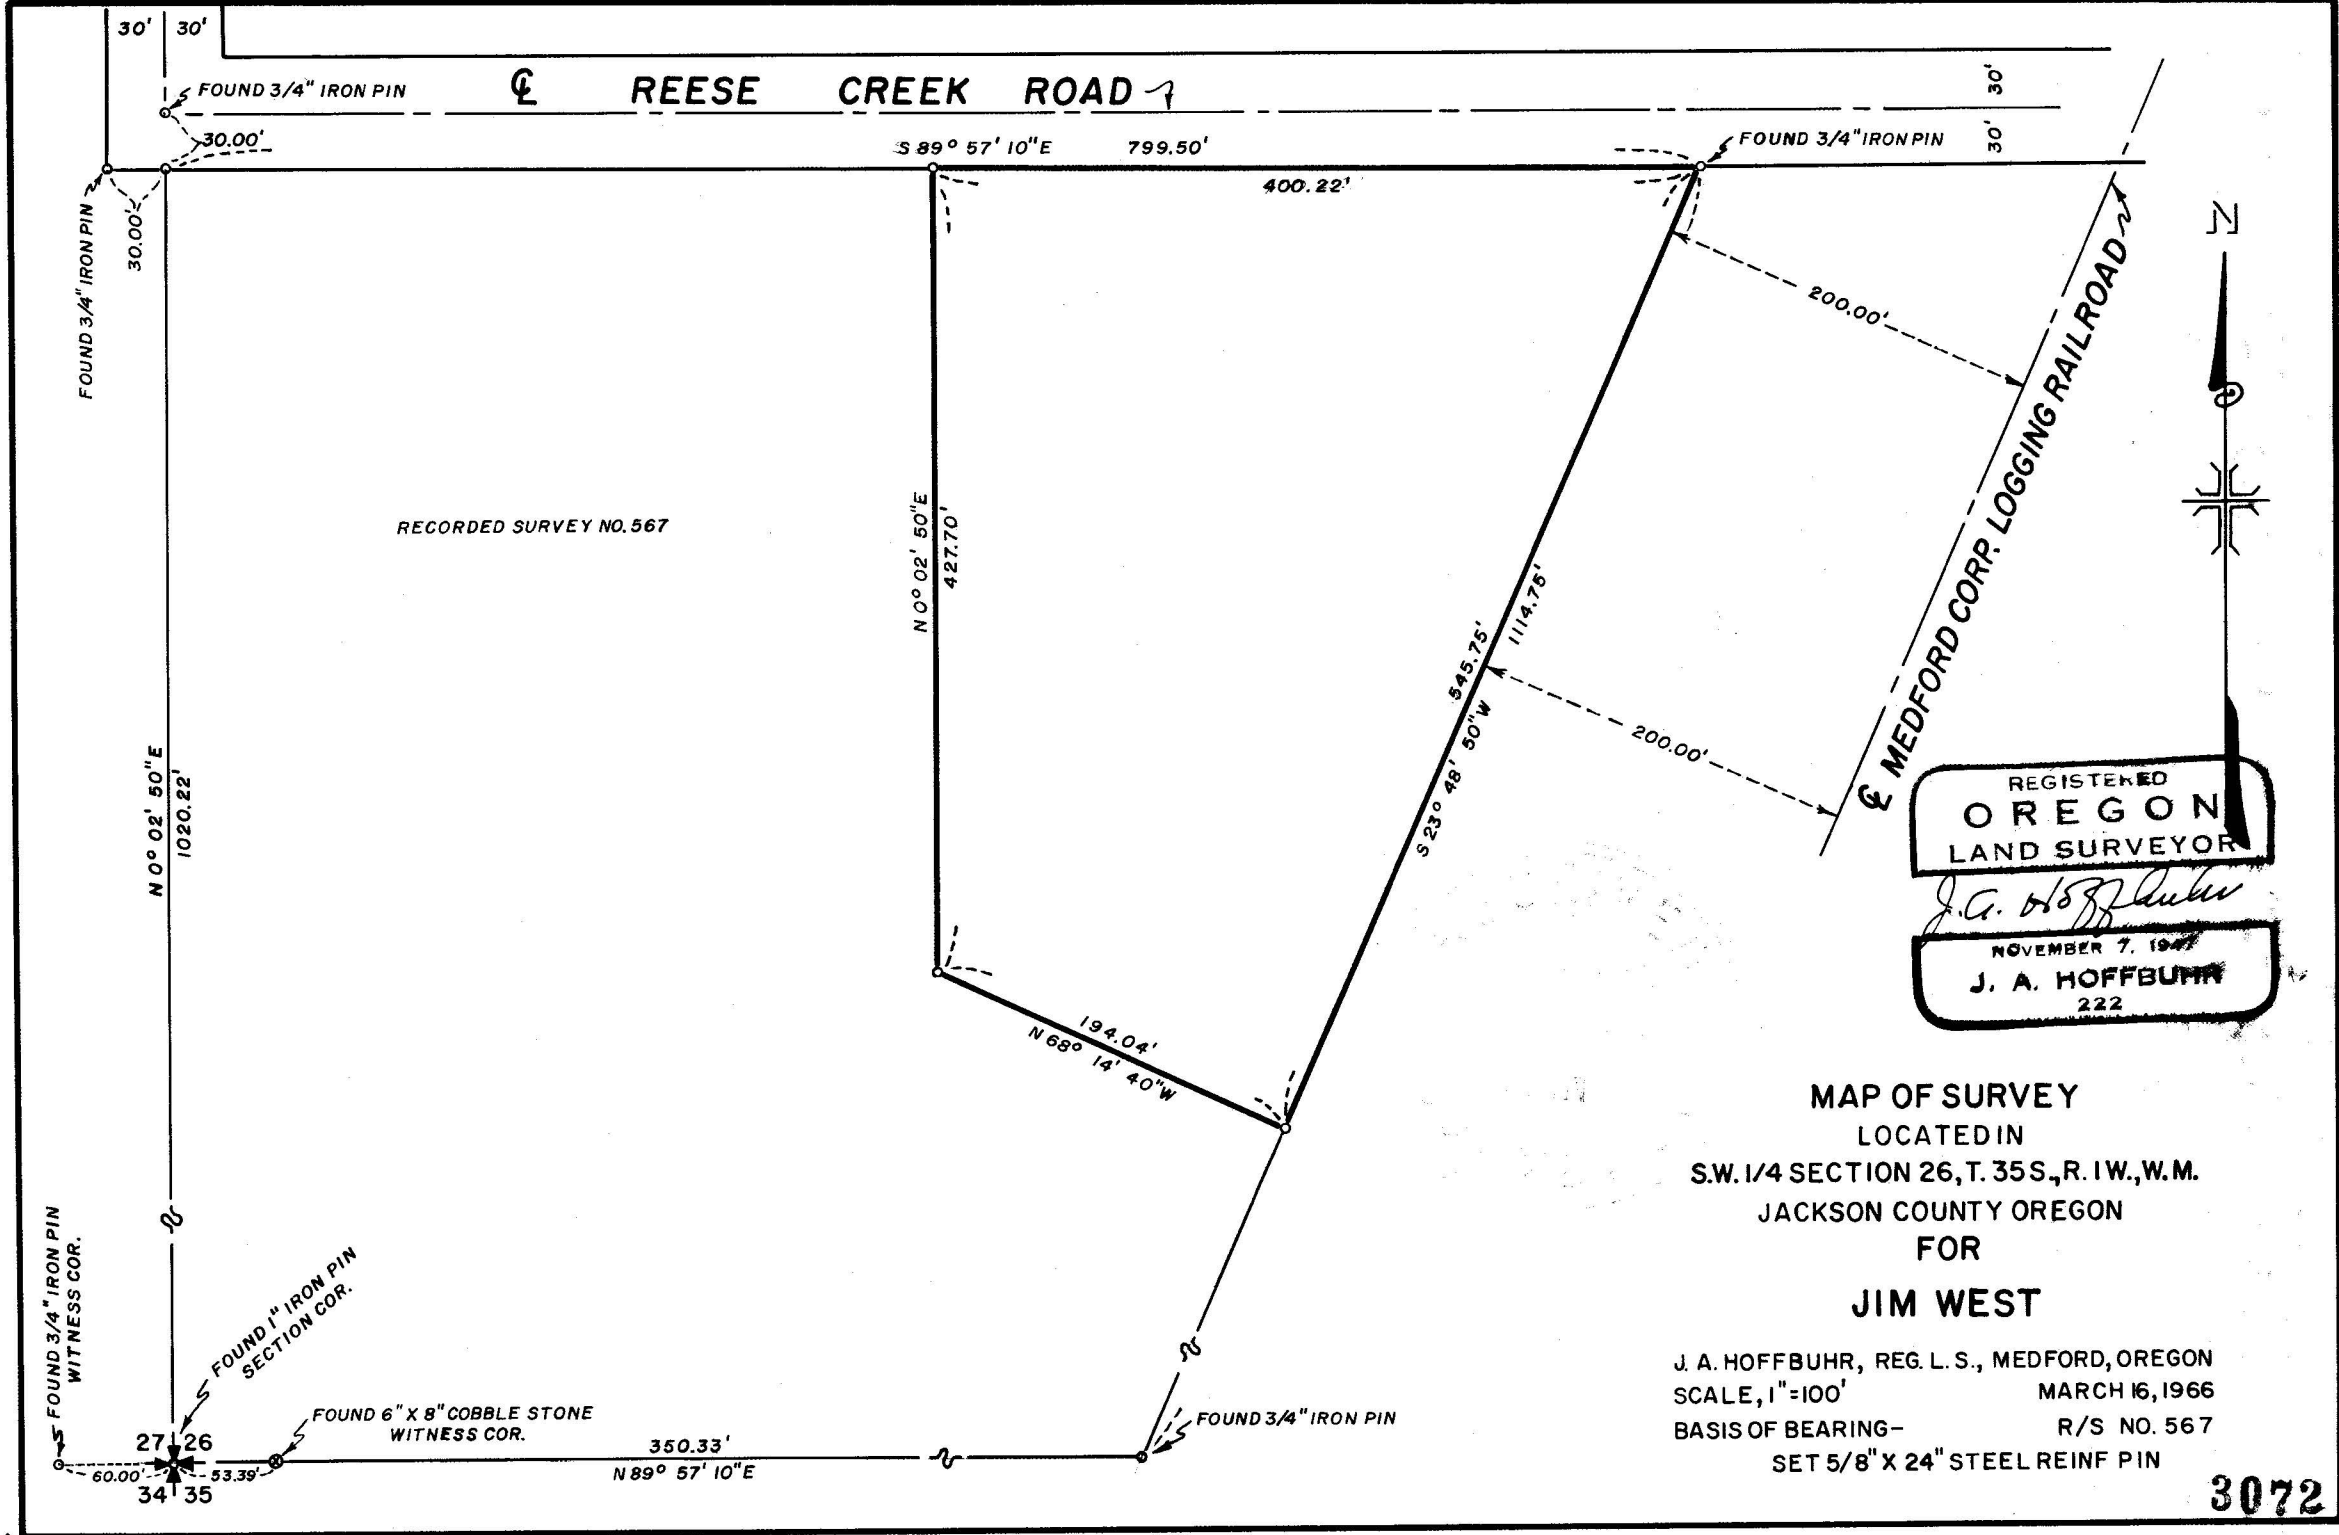 30' 30'
FOUND 3/4" IRON PIN
℄ REESE CREEK ROAD
30'
30'
30.00'
S 89° 57' 10"E 799.50'
FOUND 3/4" IRON PIN
400.22'
FOUND 3/4" IRON PIN
30.00'
N
200.00'
℄ MEDFORD CORP. LOGGING RAILROAD
RECORDED SURVEY NO. 567
N 0° 02' 50"E
427.70'
545.75'
1114.75'
S 23° 48' 50"W
200.00'
N 0° 02' 50"E
1020.22'
REGISTERED
OREGON
LAND SURVEYOR
J. A. Hoffbuhr
NOVEMBER 7, 1947
J. A. HOFFBUHR
222
194.04'
N 68° 14' 40"W
MAP OF SURVEY
LOCATED IN
S.W. 1/4 SECTION 26, T. 35 S., R. 1 W., W.M.
JACKSON COUNTY OREGON
FOR
JIM WEST
J. A. HOFFBUHR, REG. L. S., MEDFORD, OREGON
SCALE, 1"=100' MARCH 16, 1966
BASIS OF BEARING- R/S NO. 567
SET 5/8" X 24" STEEL REINF PIN
FOUND 3/4" IRON PIN
WITNESS COR.
FOUND 1" IRON PIN
SECTION COR.
FOUND 6" X 8" COBBLE STONE
WITNESS COR.
FOUND 3/4" IRON PIN
27 26
60.00' 53.39'
34 35
350.33'
N 89° 57' 10"E
3072